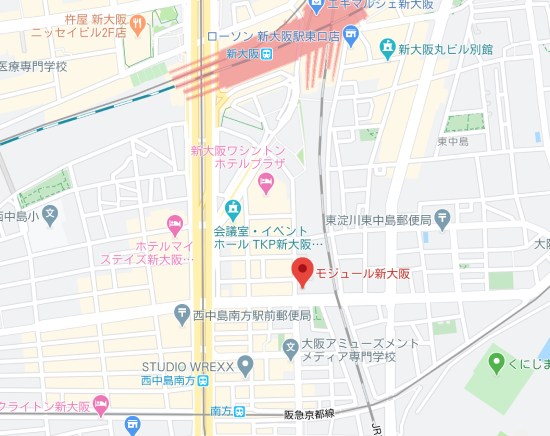 エキマルシェ新大阪
杵屋 新大阪
ニッセイビル2F店
ローソン 新大阪駅東口店
新大阪
新大阪丸ビル別館
医療専門学校
東中島
新大阪ワシントン
ホテルプラザ
西中島小
会議室・イベント
ホール TKP新大阪…
東淀川東中島郵便局
ホテルマイ
ステイズ新大阪…
大阪
モジュール新大阪
西中島南方駅前郵便局
大阪アミューズメント
メディア専門学校
STUDIO WREXX
西中島南方
くにじま
クライトン新大阪
南方
阪急京都線
JR